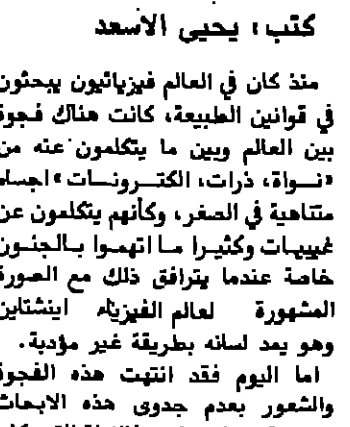 كتب : يحيى الاسعد
منذ كان في العالم فيزيائيون يبحثون
في قوانين الطبيعة، كانت هناك فجوة
بين العالم وبين ما يتكلمون عنه من
«نواة، ذرات، الكترونات» اجسام
متناهية في الصغر، وكأنهم يتكلمون عن
غيبيات وكثيرا ما اتهموا بالجنون
خاصة عندما يترافق ذلك مع الصورة
المشهورة لعالم الفيزياء اينشتاين
وهو يمد لسانه بطريقة غير مؤدبة.
اما اليوم فقد انتهت هذه الفجوة
والشعور بعدم جدوى هذه الابحاث